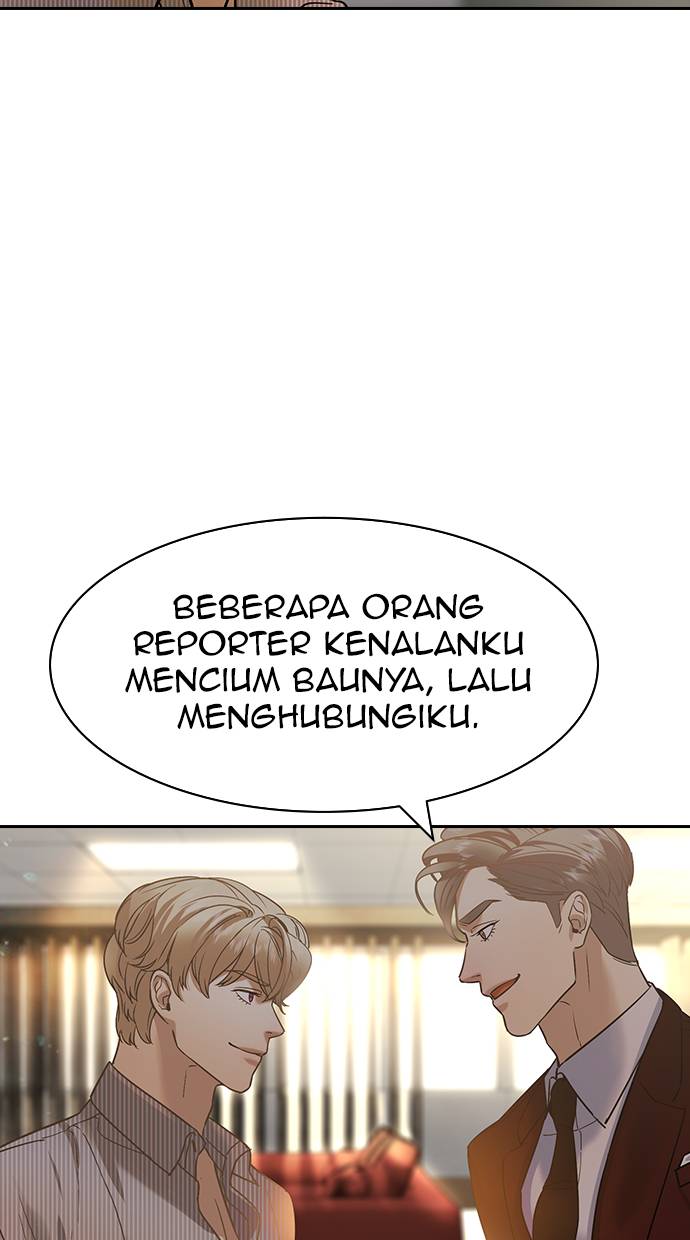 BEBERAPA ORANG
REPORTER KENALANKU
MENCIUM BAUNYA, LALU
MENGHUBUNGIKU.